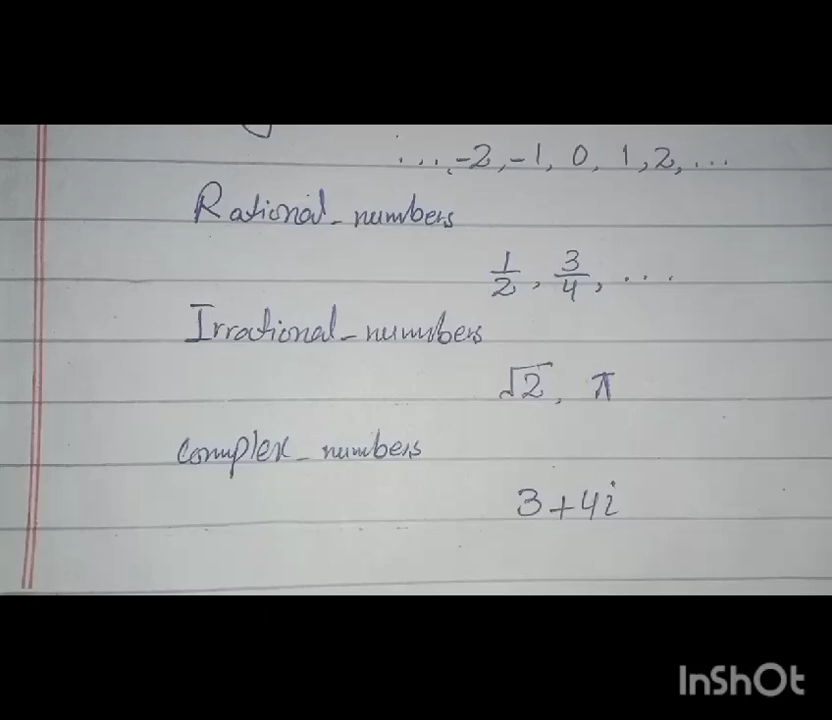 ..., -2, -1, 0, 1, 2, ...
Rational_numbers
1/2, 3/4, ...
Irrational_numbers
√2, π
complex_numbers
3+4i
InShOt